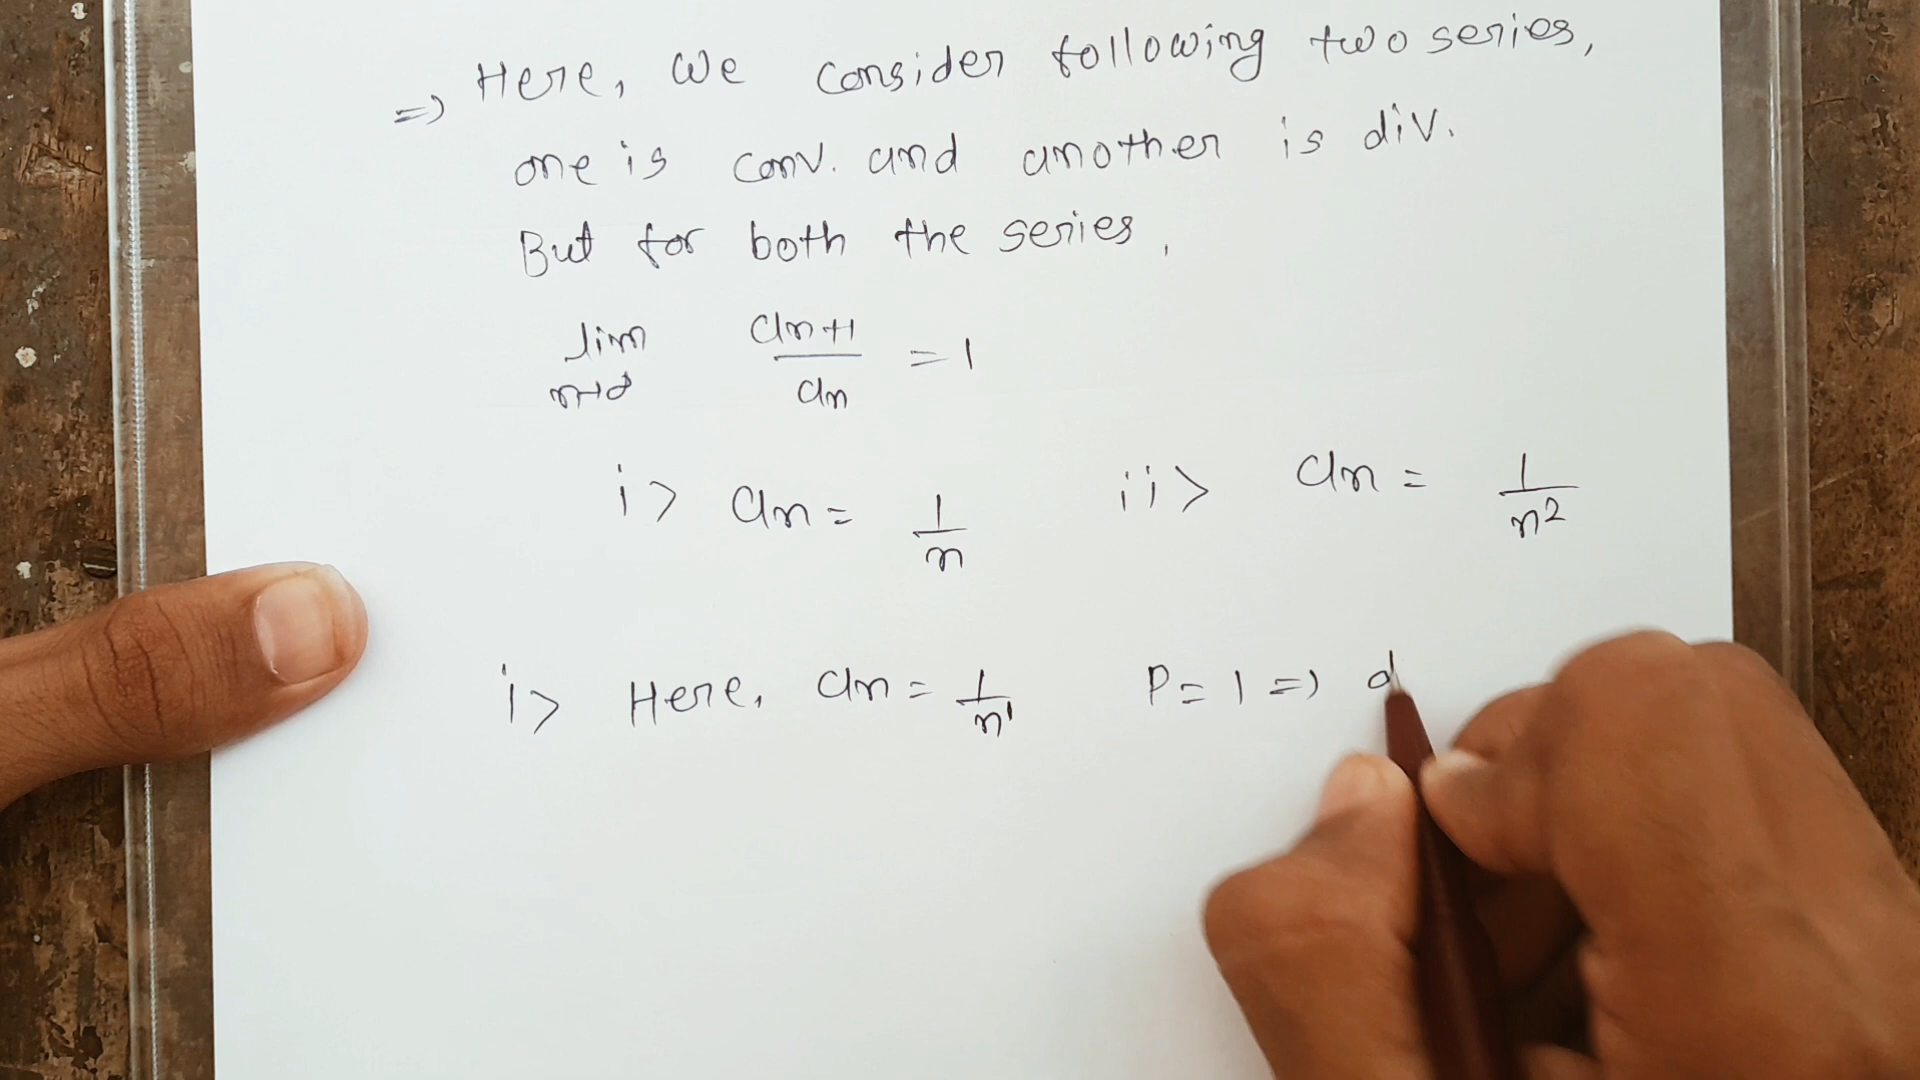 => Here, we consider following two series,
one is conv. and another is div.
But for both the series,
lim n→∞ an+1/an = 1
i> an = 1/n ii> an = 1/n²
i> Here, an = 1/n¹ P = 1 => d